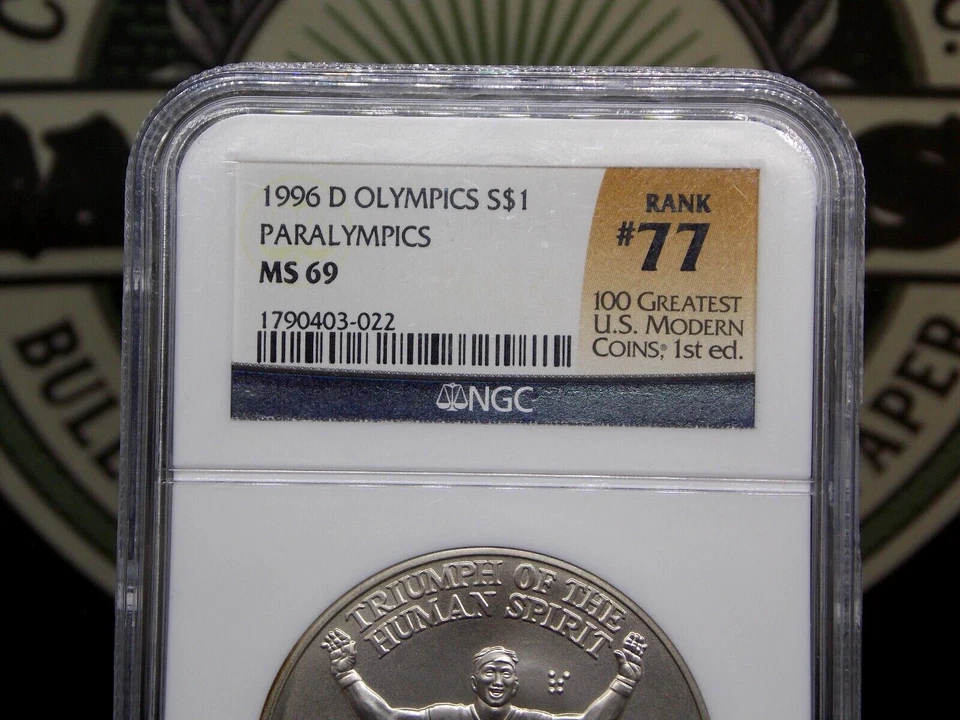 1996 D OLYMPICS S$1
PARALYMPICS
MS 69
1790403-022
RANK
#77
100 GREATEST
U.S. MODERN
COINS,® 1st ed.
NGC
TRIUMPH OF THE
HUMAN SPIRIT